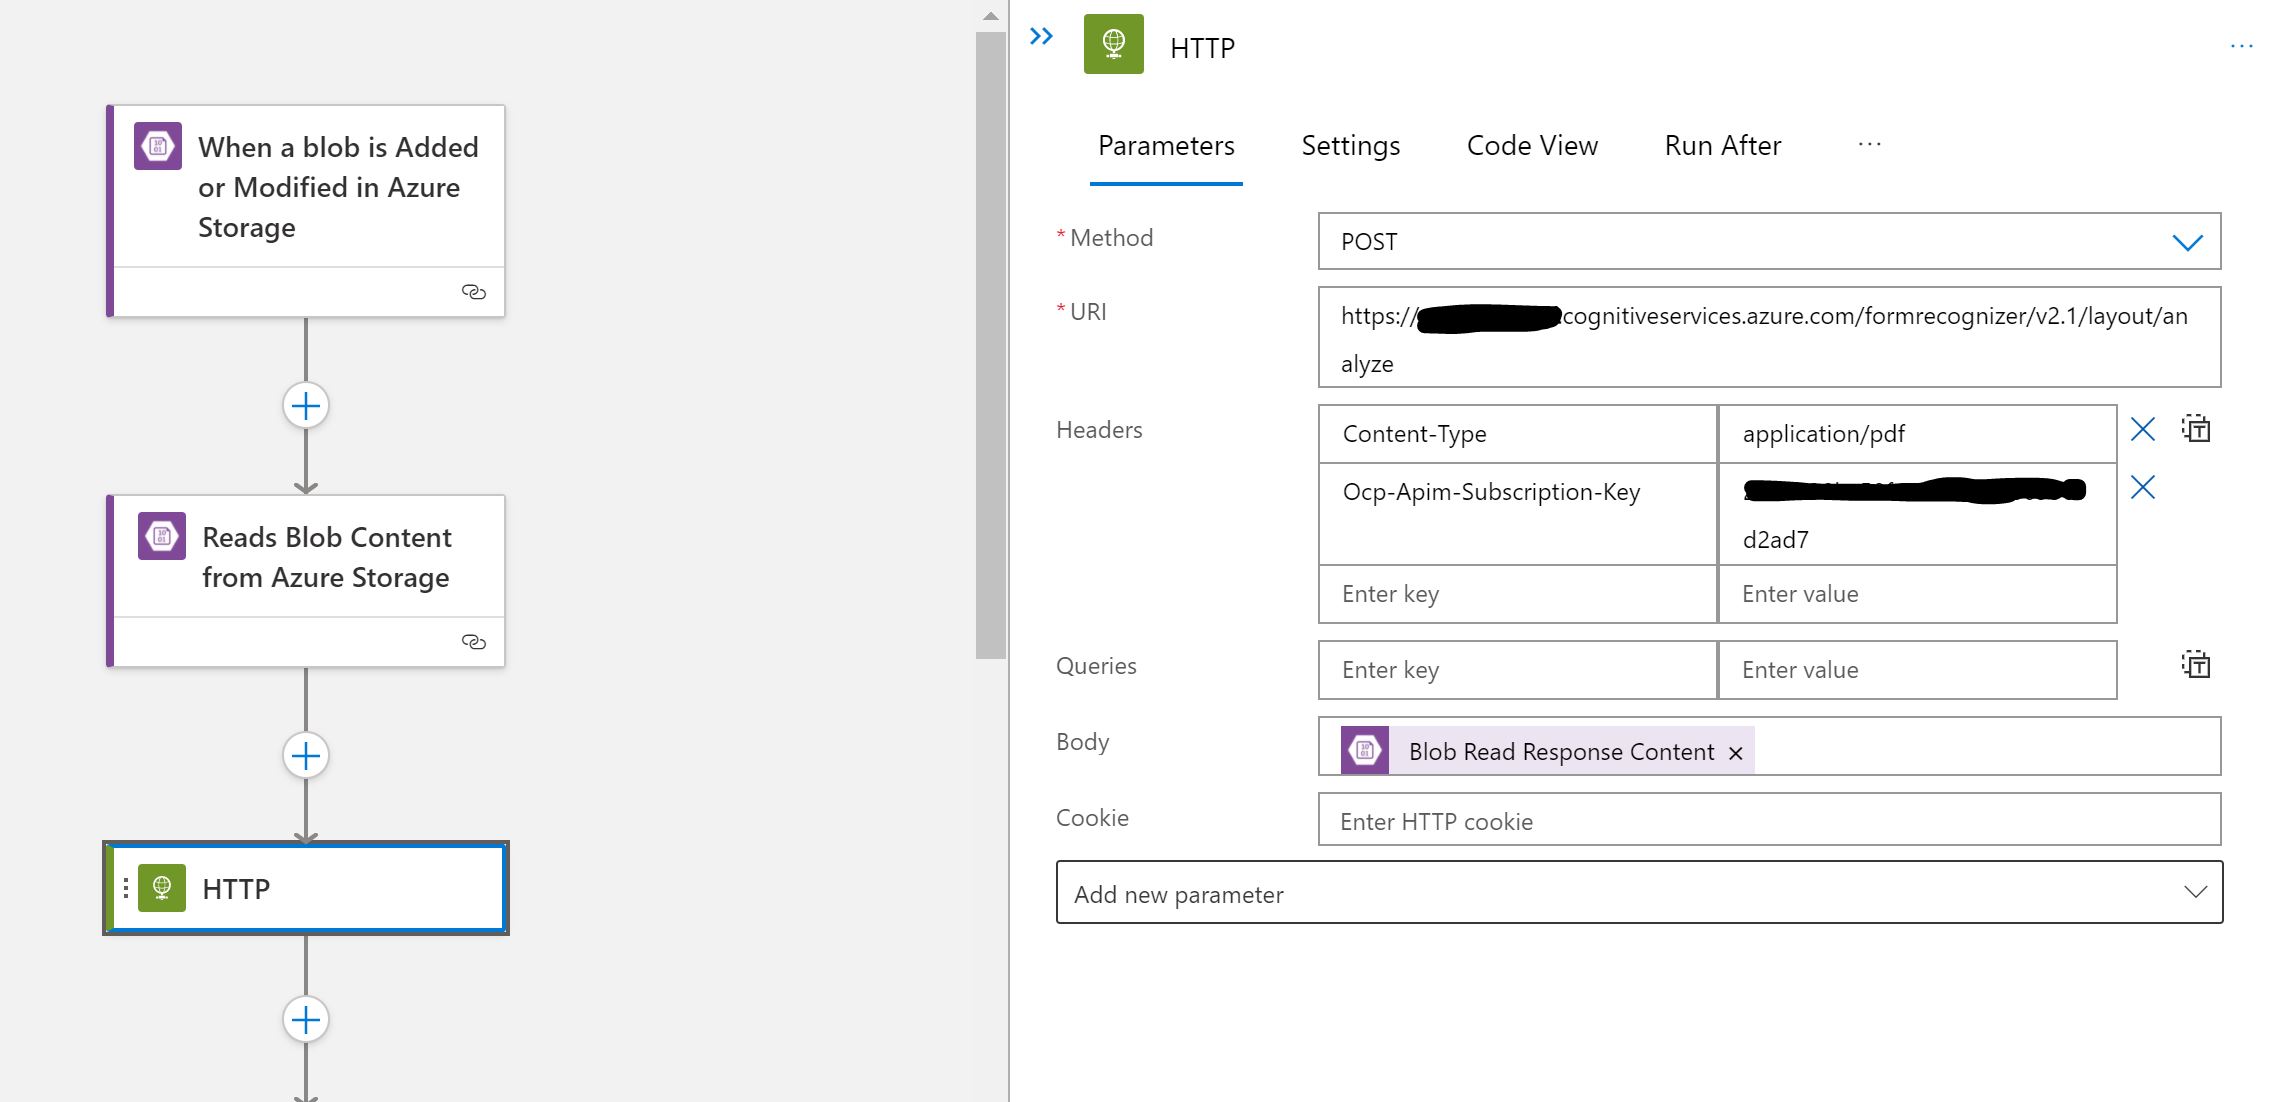 When a blob is Added
or Modified in Azure
Storage
Reads Blob Content
from Azure Storage
HTTP
HTTP
Parameters Settings Code View Run After ...
* Method POST
* URI https:// cognitiveservices.azure.com/formrecognizer/v2.1/layout/an
alyze
Headers Content-Type application/pdf
Ocp-Apim-Subscription-Key
d2ad7
Enter key Enter value
Queries Enter key Enter value
Body Blob Read Response Content ×
Cookie Enter HTTP cookie
Add new parameter